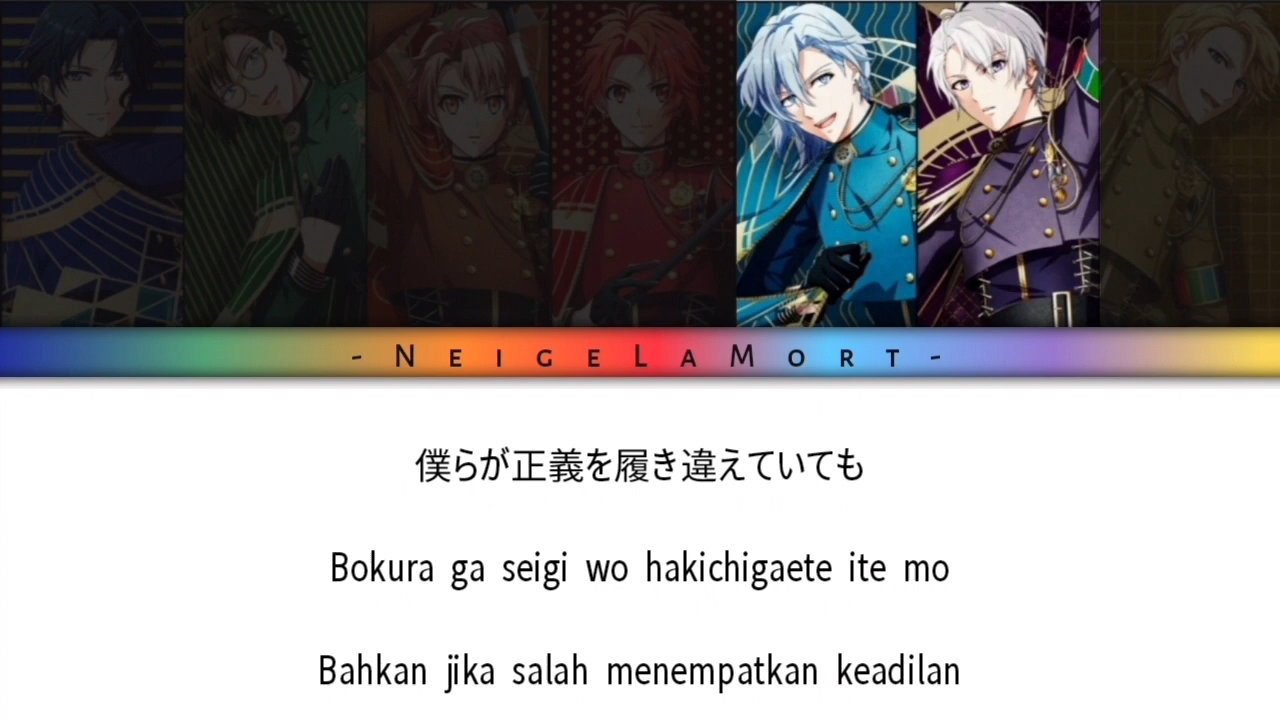 - NEIGELAMORT -
僕らが正義を履き違えていても
Bokura ga seigi wo hakichigaete ite mo
Bahkan jika salah menempatkan keadilan